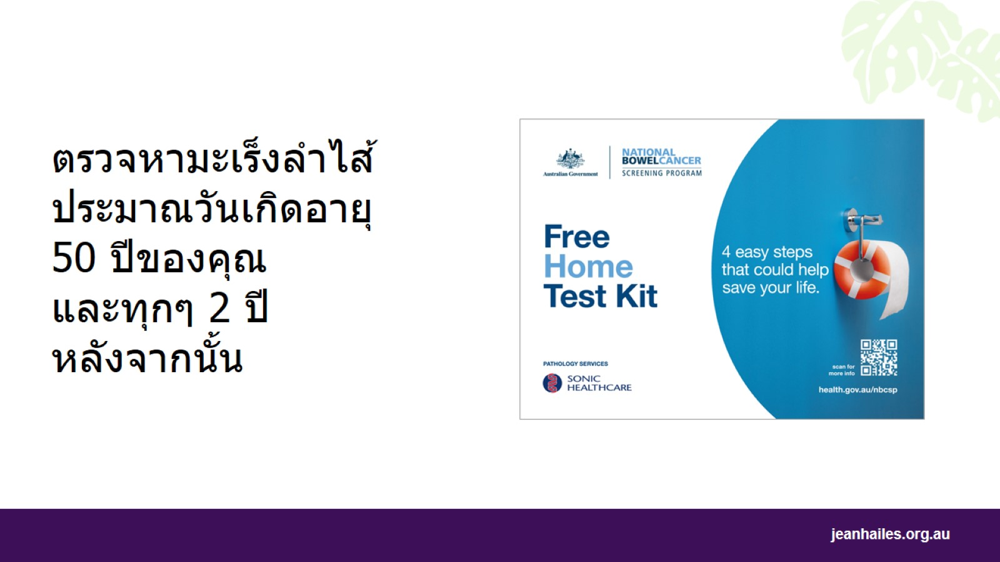 ตรวจหามะเร็งลำไส้
ประมาณวันเกิดอายุ
50 ปีของคุณ
และทุกๆ 2 ปี
หลังจากนั้น
Australian Government
NATIONAL
BOWELCANCER
SCREENING PROGRAM
Free
Home
Test Kit
4 easy steps
that could help
save your life.
PATHOLOGY SERVICES
SONIC
HEALTHCARE
scan for
more info
health.gov.au/nbcsp
jeanhailes.org.au